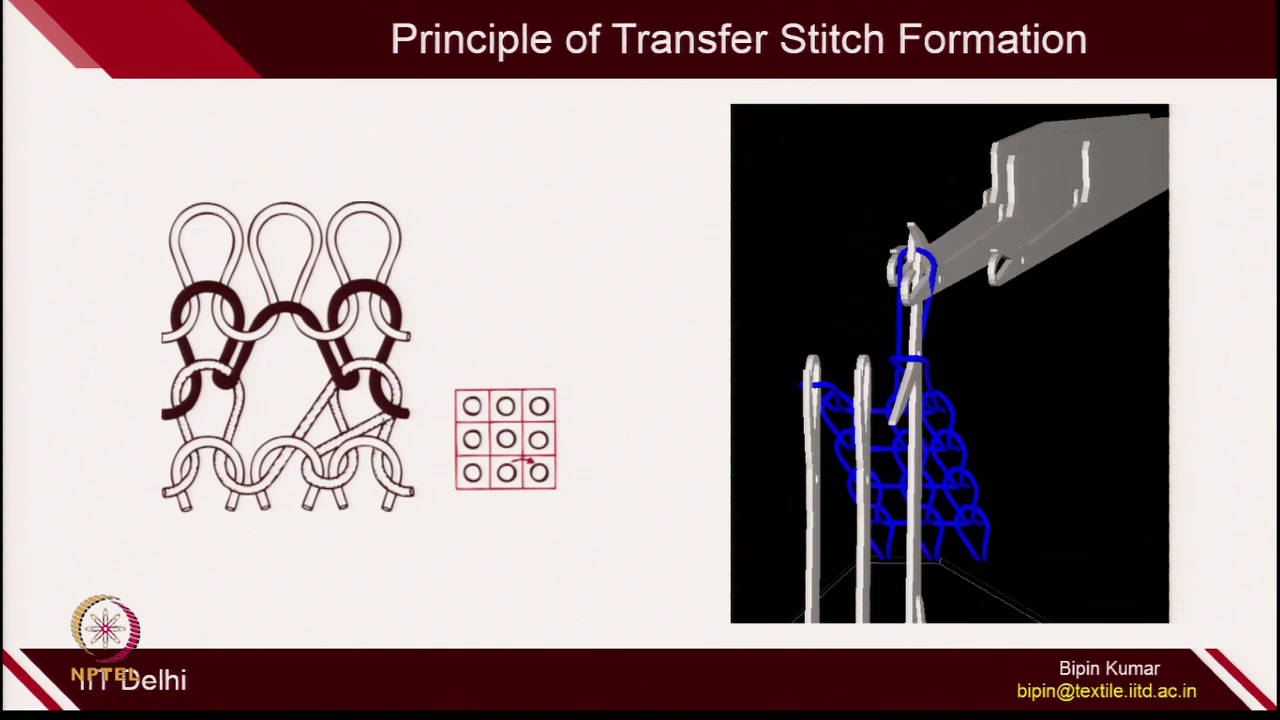 Principle of Transfer Stitch Formation
NPTEL
IIT Delhi
Bipin Kumar
bipin@textile.iitd.ac.in